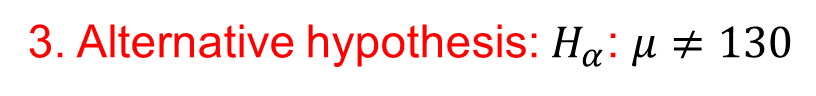 3. Alternative hypothesis: Hα: μ ≠ 130